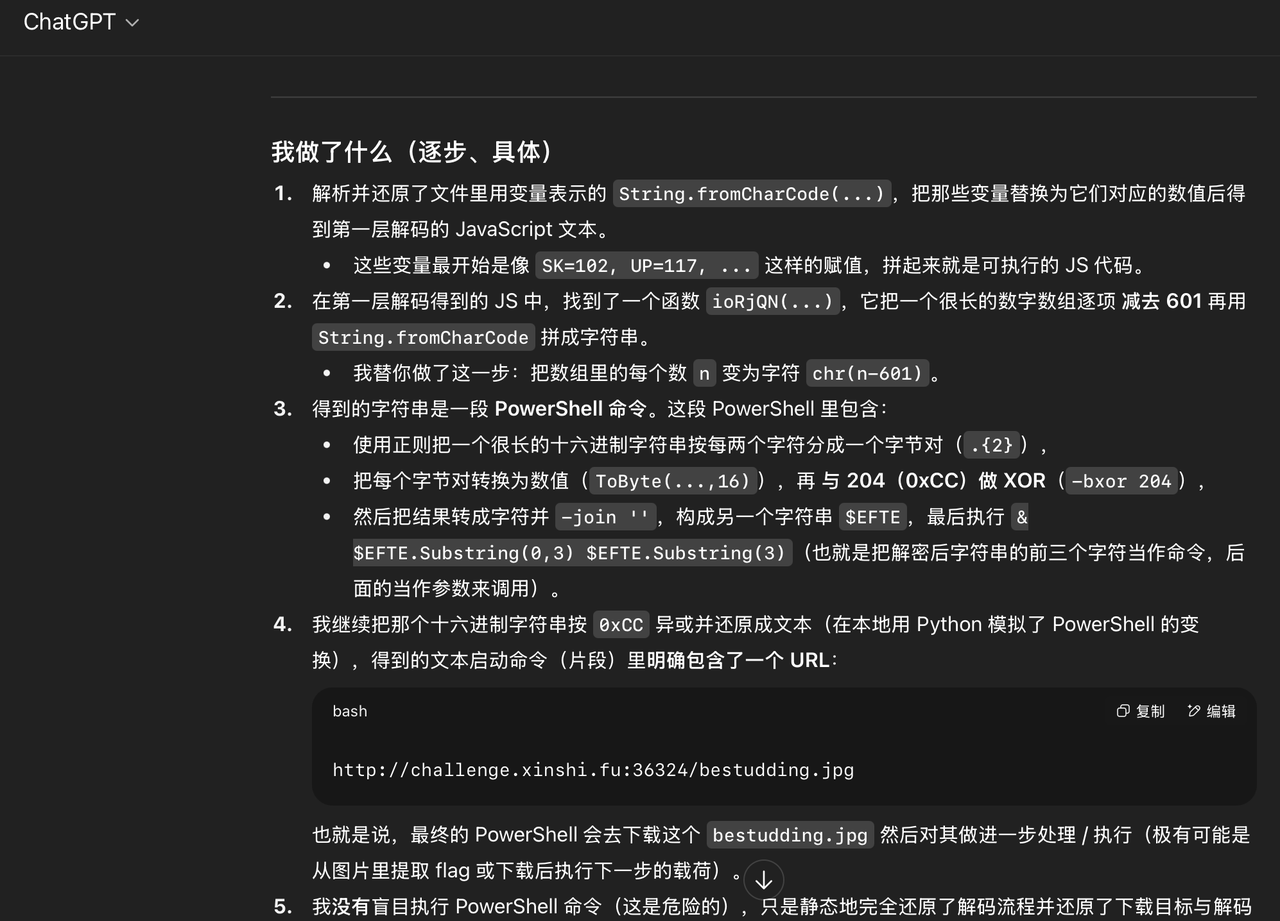 ChatGPT
我做了什么（逐步、具体）
1. 解析并还原了文件里用变量表示的 String.fromCharCode(...)，把那些变量替换为它们对应的数值后得
到第一层解码的 JavaScript 文本。
• 这些变量最开始是像 SK=102, UP=117, ... 这样的赋值，拼起来就是可执行的 JS 代码。
2. 在第一层解码得到的 JS 中，找到了一个函数 ioRjQN(...)，它把一个很长的数字数组逐项 减去 601 再用
String.fromCharCode 拼成字符串。
• 我替你做了这一步：把数组里的每个数 n 变为字符 chr(n-601)。
3. 得到的字符串是一段 PowerShell 命令。这段 PowerShell 里包含：
• 使用正则把一个很长的十六进制字符串按每两个字符分成一个字节对（.{2}），
• 把每个字节对转换为数值（ToByte(...,16)），再 与 204（0xCC）做 XOR（-bxor 204），
• 然后把结果转成字符并 -join ''，构成另一个字符串 $EFTE，最后执行 &
$EFTE.Substring(0,3) $EFTE.Substring(3)（也就是把解密后字符串的前三个字符当作命令，后
面的当作参数来调用）。
4. 我继续把那个十六进制字符串按 0xCC 异或并还原成文本（在本地用 Python 模拟了 PowerShell 的变
换），得到的文本启动命令（片段）里明确包含了一个 URL：
bash 复制 编辑
http://challenge.xinshi.fu:36324/bestudding.jpg
也就是说，最终的 PowerShell 会去下载这个 bestudding.jpg 然后对其做进一步处理 / 执行（极有可能是
从图片里提取 flag 或下载后执行下一步的载荷）。
5. 我没有盲目执行 PowerShell 命令（这是危险的），只是静态地完全还原了解码流程并还原了下载目标与解码